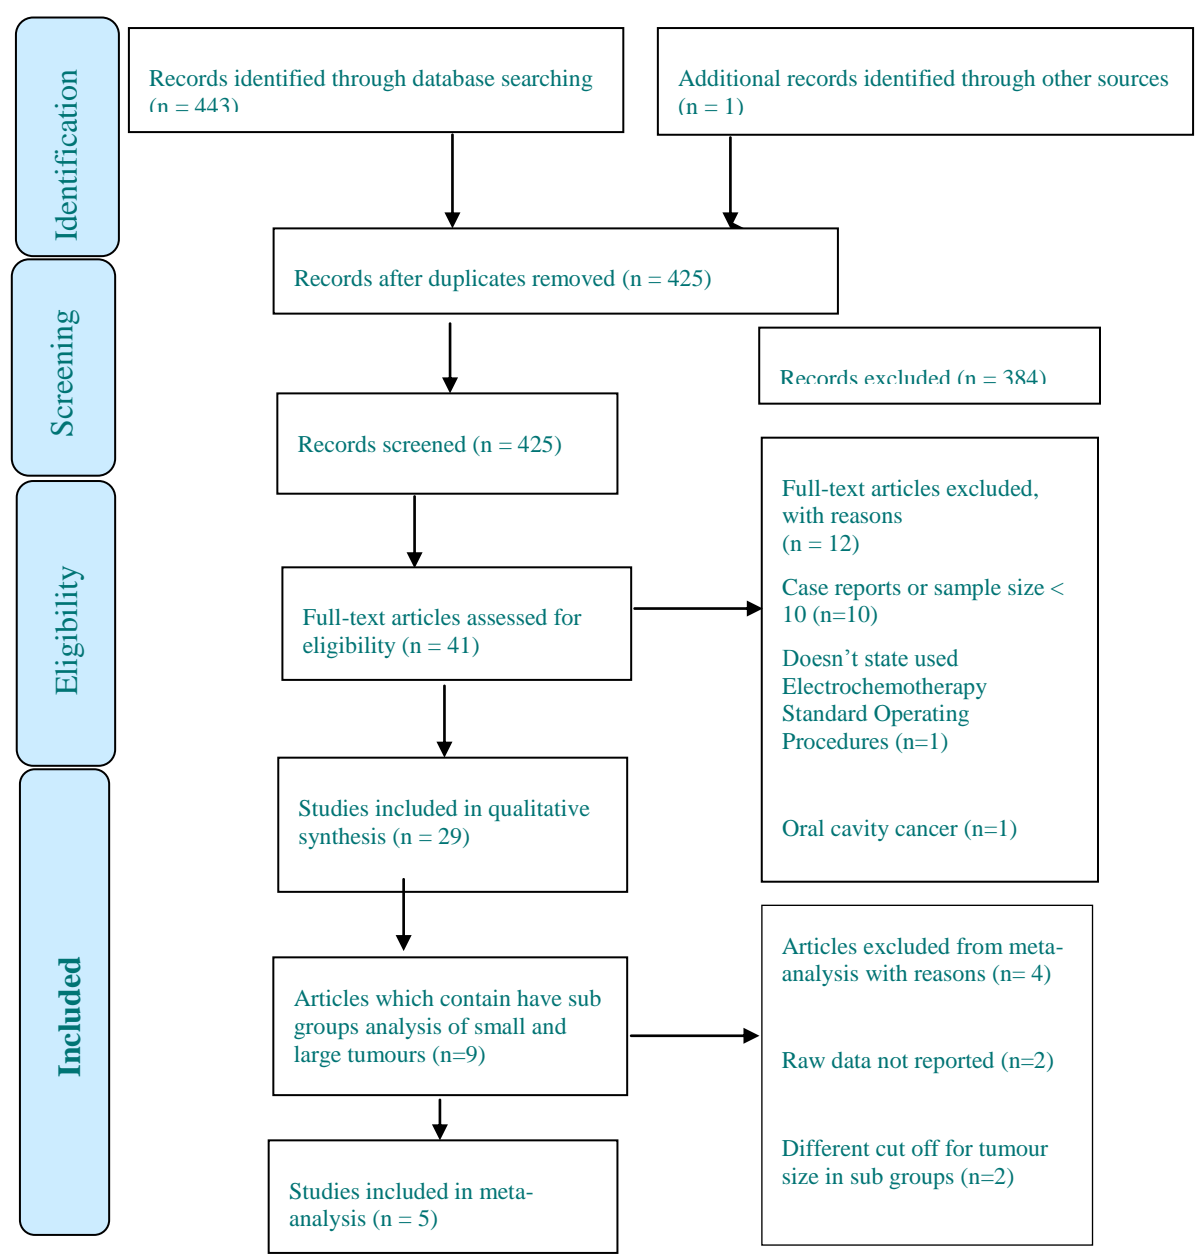 Identification
Records identified through database searching
(n = 443)
Additional records identified through other sources
(n = 1)
Records after duplicates removed (n = 425)
Screening
Records excluded (n = 384)
Records screened (n = 425)
Eligibility
Full-text articles assessed for
eligibility (n = 41)
Full-text articles excluded,
with reasons
(n = 12)
Case reports or sample size <
10 (n=10)
Doesn’t state used
Electrochemotherapy
Standard Operating
Procedures (n=1)
Oral cavity cancer (n=1)
Included
Studies included in qualitative
synthesis (n = 29)
Articles which contain have sub
groups analysis of small and
large tumours (n=9)
Articles excluded from meta-
analysis with reasons (n= 4)
Raw data not reported (n=2)
Different cut off for tumour
size in sub groups (n=2)
Studies included in meta-
analysis (n = 5)